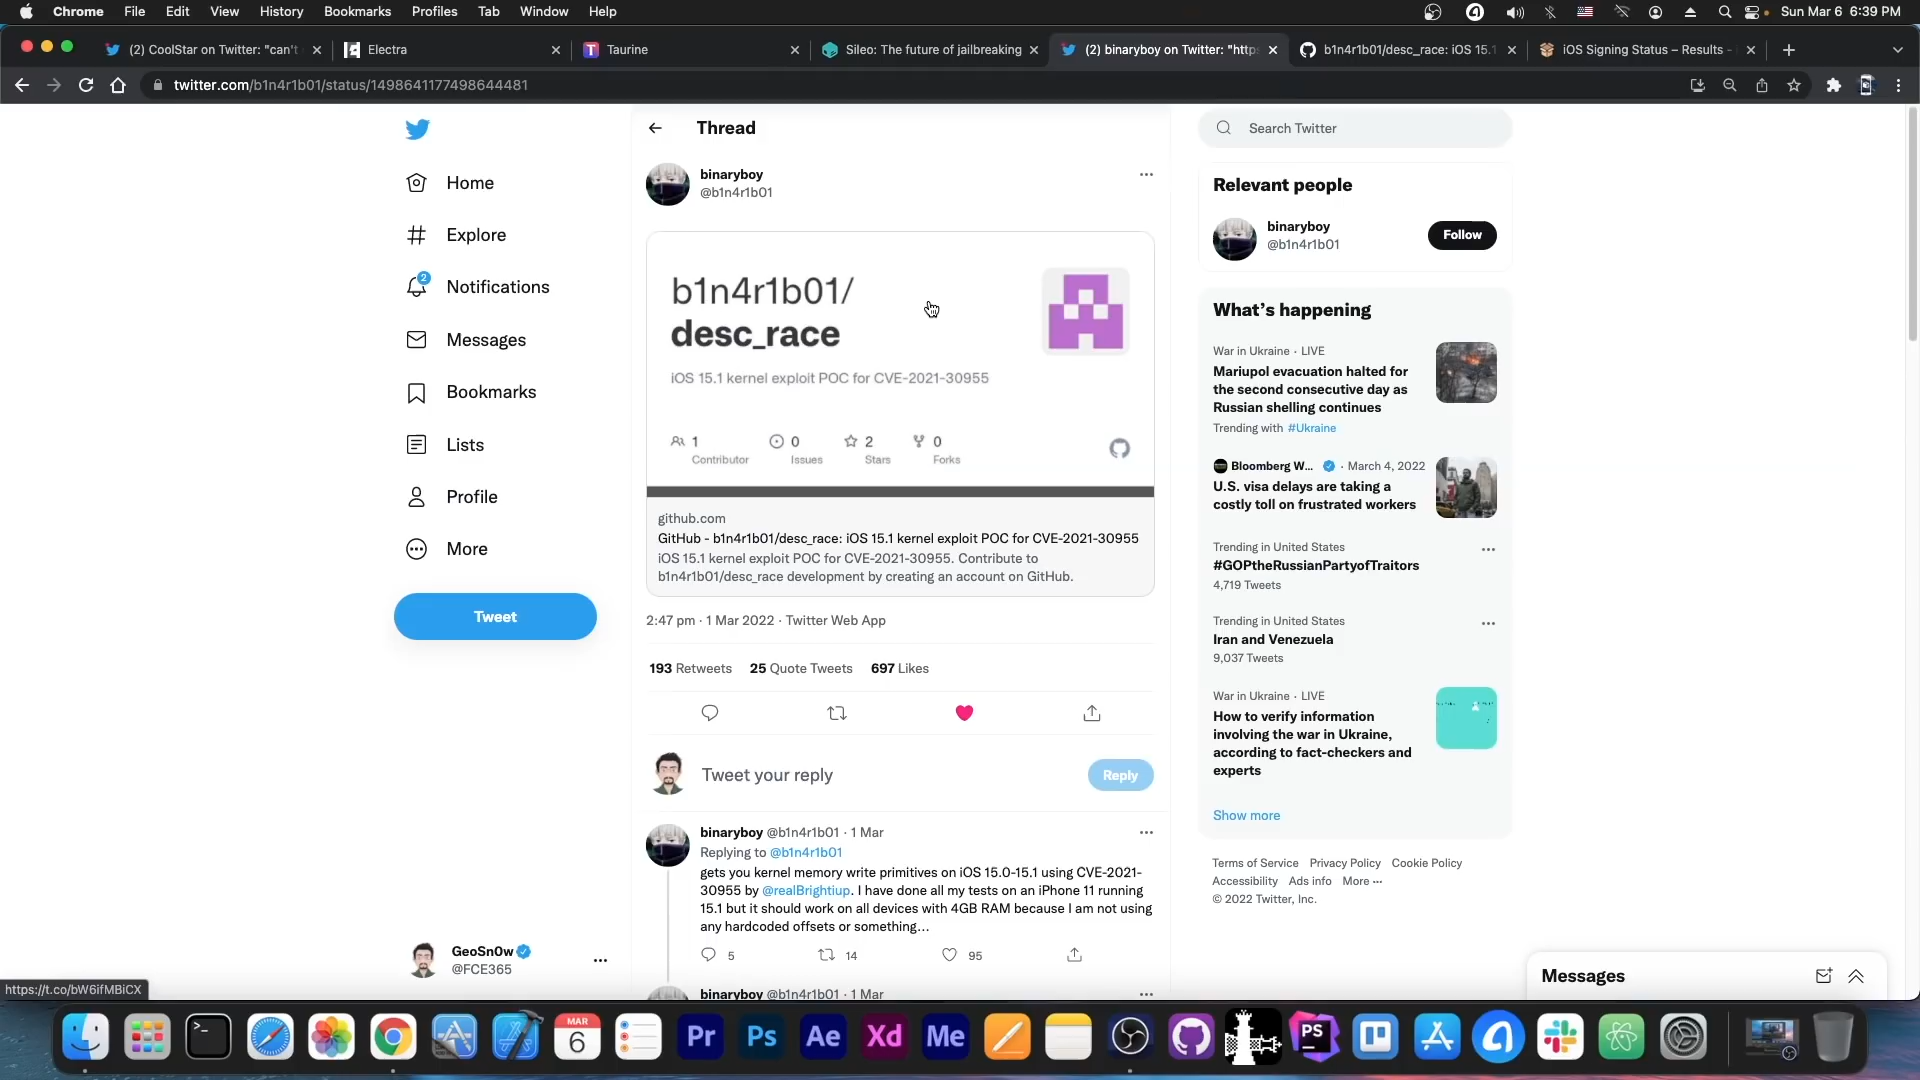 Chrome File Edit View History Bookmarks Profiles Tab Window Help Sun Mar 6 6:39 PM
(2) CoolStar on Twitter: "can't Electra Taurine Sileo: The future of jailbreaking (2) binaryboy on Twitter: "http b1n4r1b01/desc_race: iOS 15.1 iOS Signing Status – Results -
twitter.com/b1n4r1b01/status/1498641177498644481
Thread
Search Twitter
binaryboy
@b1n4r1b01
Home
Explore
2
Notifications
Messages
Bookmarks
Lists
Profile
More
Tweet
b1n4r1b01/
desc_race
iOS 15.1 kernel exploit POC for CVE-2021-30955
1 0 2 0
Contributor Issues Stars Forks
github.com
GitHub - b1n4r1b01/desc_race: iOS 15.1 kernel exploit POC for CVE-2021-30955
iOS 15.1 kernel exploit POC for CVE-2021-30955. Contribute to
b1n4r1b01/desc_race development by creating an account on GitHub.
2:47 pm · 1 Mar 2022 · Twitter Web App
193 Retweets 25 Quote Tweets 697 Likes
Tweet your reply
Reply
binaryboy @b1n4r1b01 · 1 Mar
Replying to @b1n4r1b01
gets you kernel memory write primitives on iOS 15.0-15.1 using CVE-2021-
30955 by @realBrightiup. I have done all my tests on an iPhone 11 running
15.1 but it should work on all devices with 4GB RAM because I am not using
any hardcoded offsets or something...
5 14 95
binaryboy @b1n4r1b01 · 1 Mar
Relevant people
binaryboy
@b1n4r1b01
Follow
What's happening
War in Ukraine · LIVE
Mariupol evacuation halted for
the second consecutive day as
Russian shelling continues
Trending with #Ukraine
Bloomberg W... · March 4, 2022
U.S. visa delays are taking a
costly toll on frustrated workers
Trending in United States
#GOPtheRussianPartyofTraitors
4,719 Tweets
Trending in United States
Iran and Venezuela
9,037 Tweets
War in Ukraine · LIVE
How to verify information
involving the war in Ukraine,
according to fact-checkers and
experts
Show more
Terms of Service Privacy Policy Cookie Policy
Accessibility Ads info More ···
© 2022 Twitter, Inc.
GeoSn0w
@FCE365
Messages
https://t.co/bW6ifMBiCX
MAR
6
Pr Ps Ae Xd Me PS